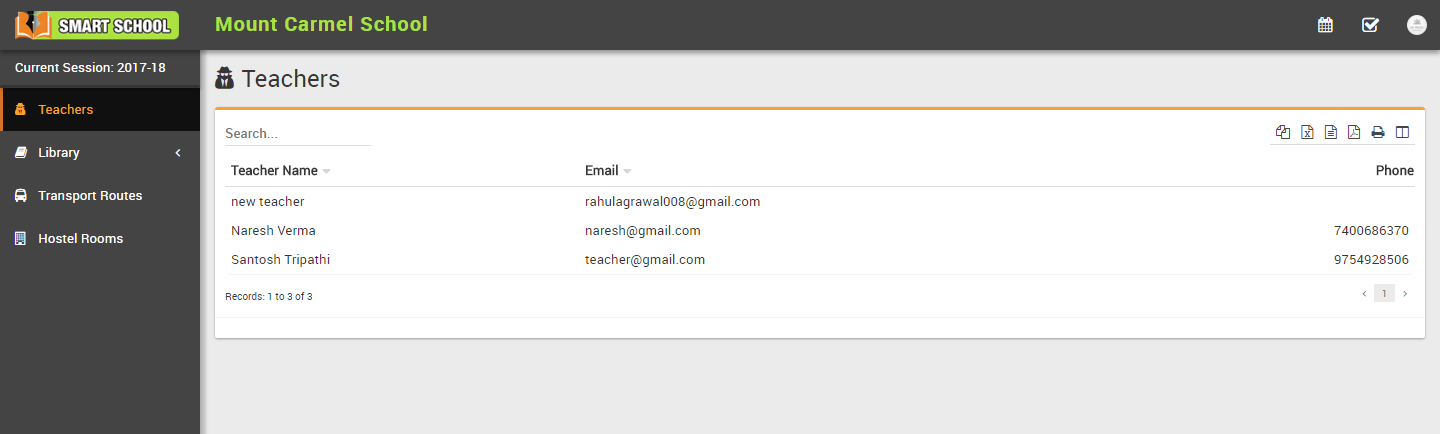 SMART SCHOOL
Mount Carmel School
Current Session: 2017-18
Teachers
Library
Transport Routes
Hostel Rooms
Teachers
Search...
Teacher Name Email Phone
new teacher rahulagrawal008@gmail.com
Naresh Verma naresh@gmail.com 7400686370
Santosh Tripathi teacher@gmail.com 9754928506
Records: 1 to 3 of 3
1